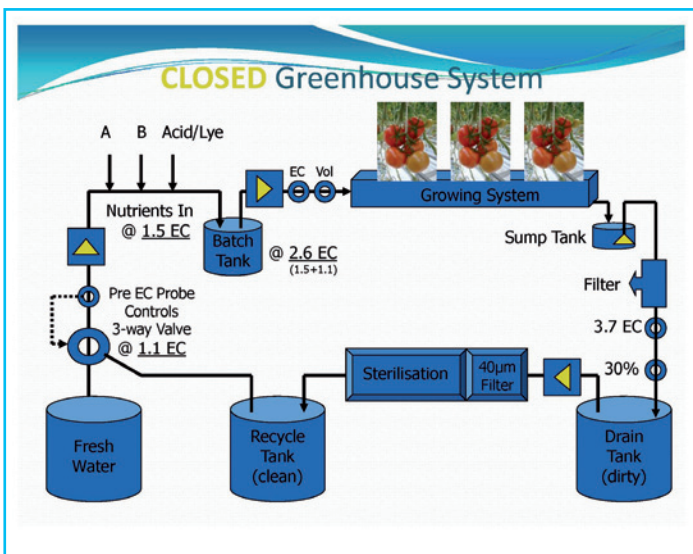 CLOSED Greenhouse System
A B Acid/Lye
EC Vol
Nutrients In
@ 1.5 EC
Batch
Tank
@ 2.6 EC
(1.5+1.1)
Growing System
Sump Tank
Pre EC Probe
Controls
3-way Valve
@ 1.1 EC
Filter
3.7 EC
30%
Sterilisation
40µm
Filter
Fresh
Water
Recycle
Tank
(clean)
Drain
Tank
(dirty)